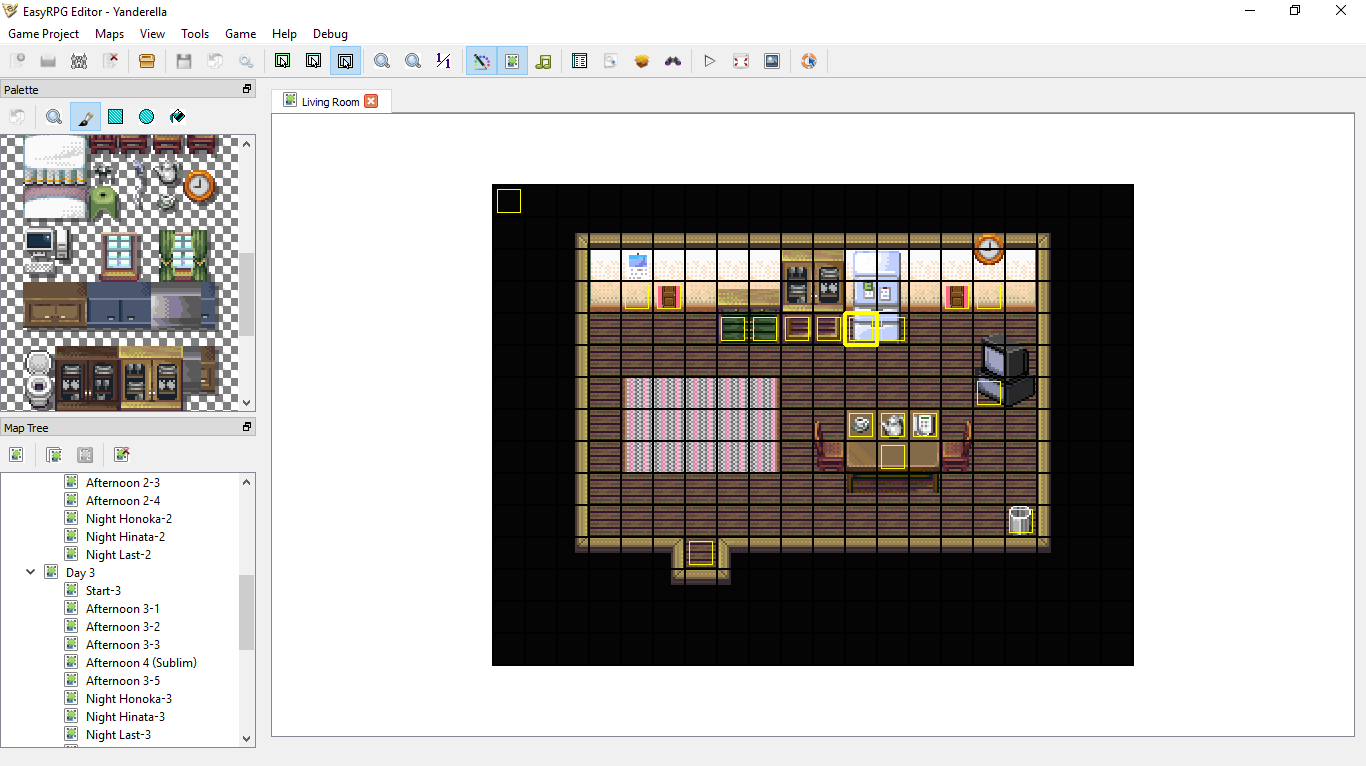 EasyRPG Editor - Yanderella
Game Project Maps View Tools Game Help Debug
1/1
Palette
Living Room
Map Tree
Afternoon 2-3
Afternoon 2-4
Night Honoka-2
Night Hinata-2
Night Last-2
Day 3
Start-3
Afternoon 3-1
Afternoon 3-2
Afternoon 3-3
Afternoon 4 (Sublim)
Afternoon 3-5
Night Honoka-3
Night Hinata-3
Night Last-3